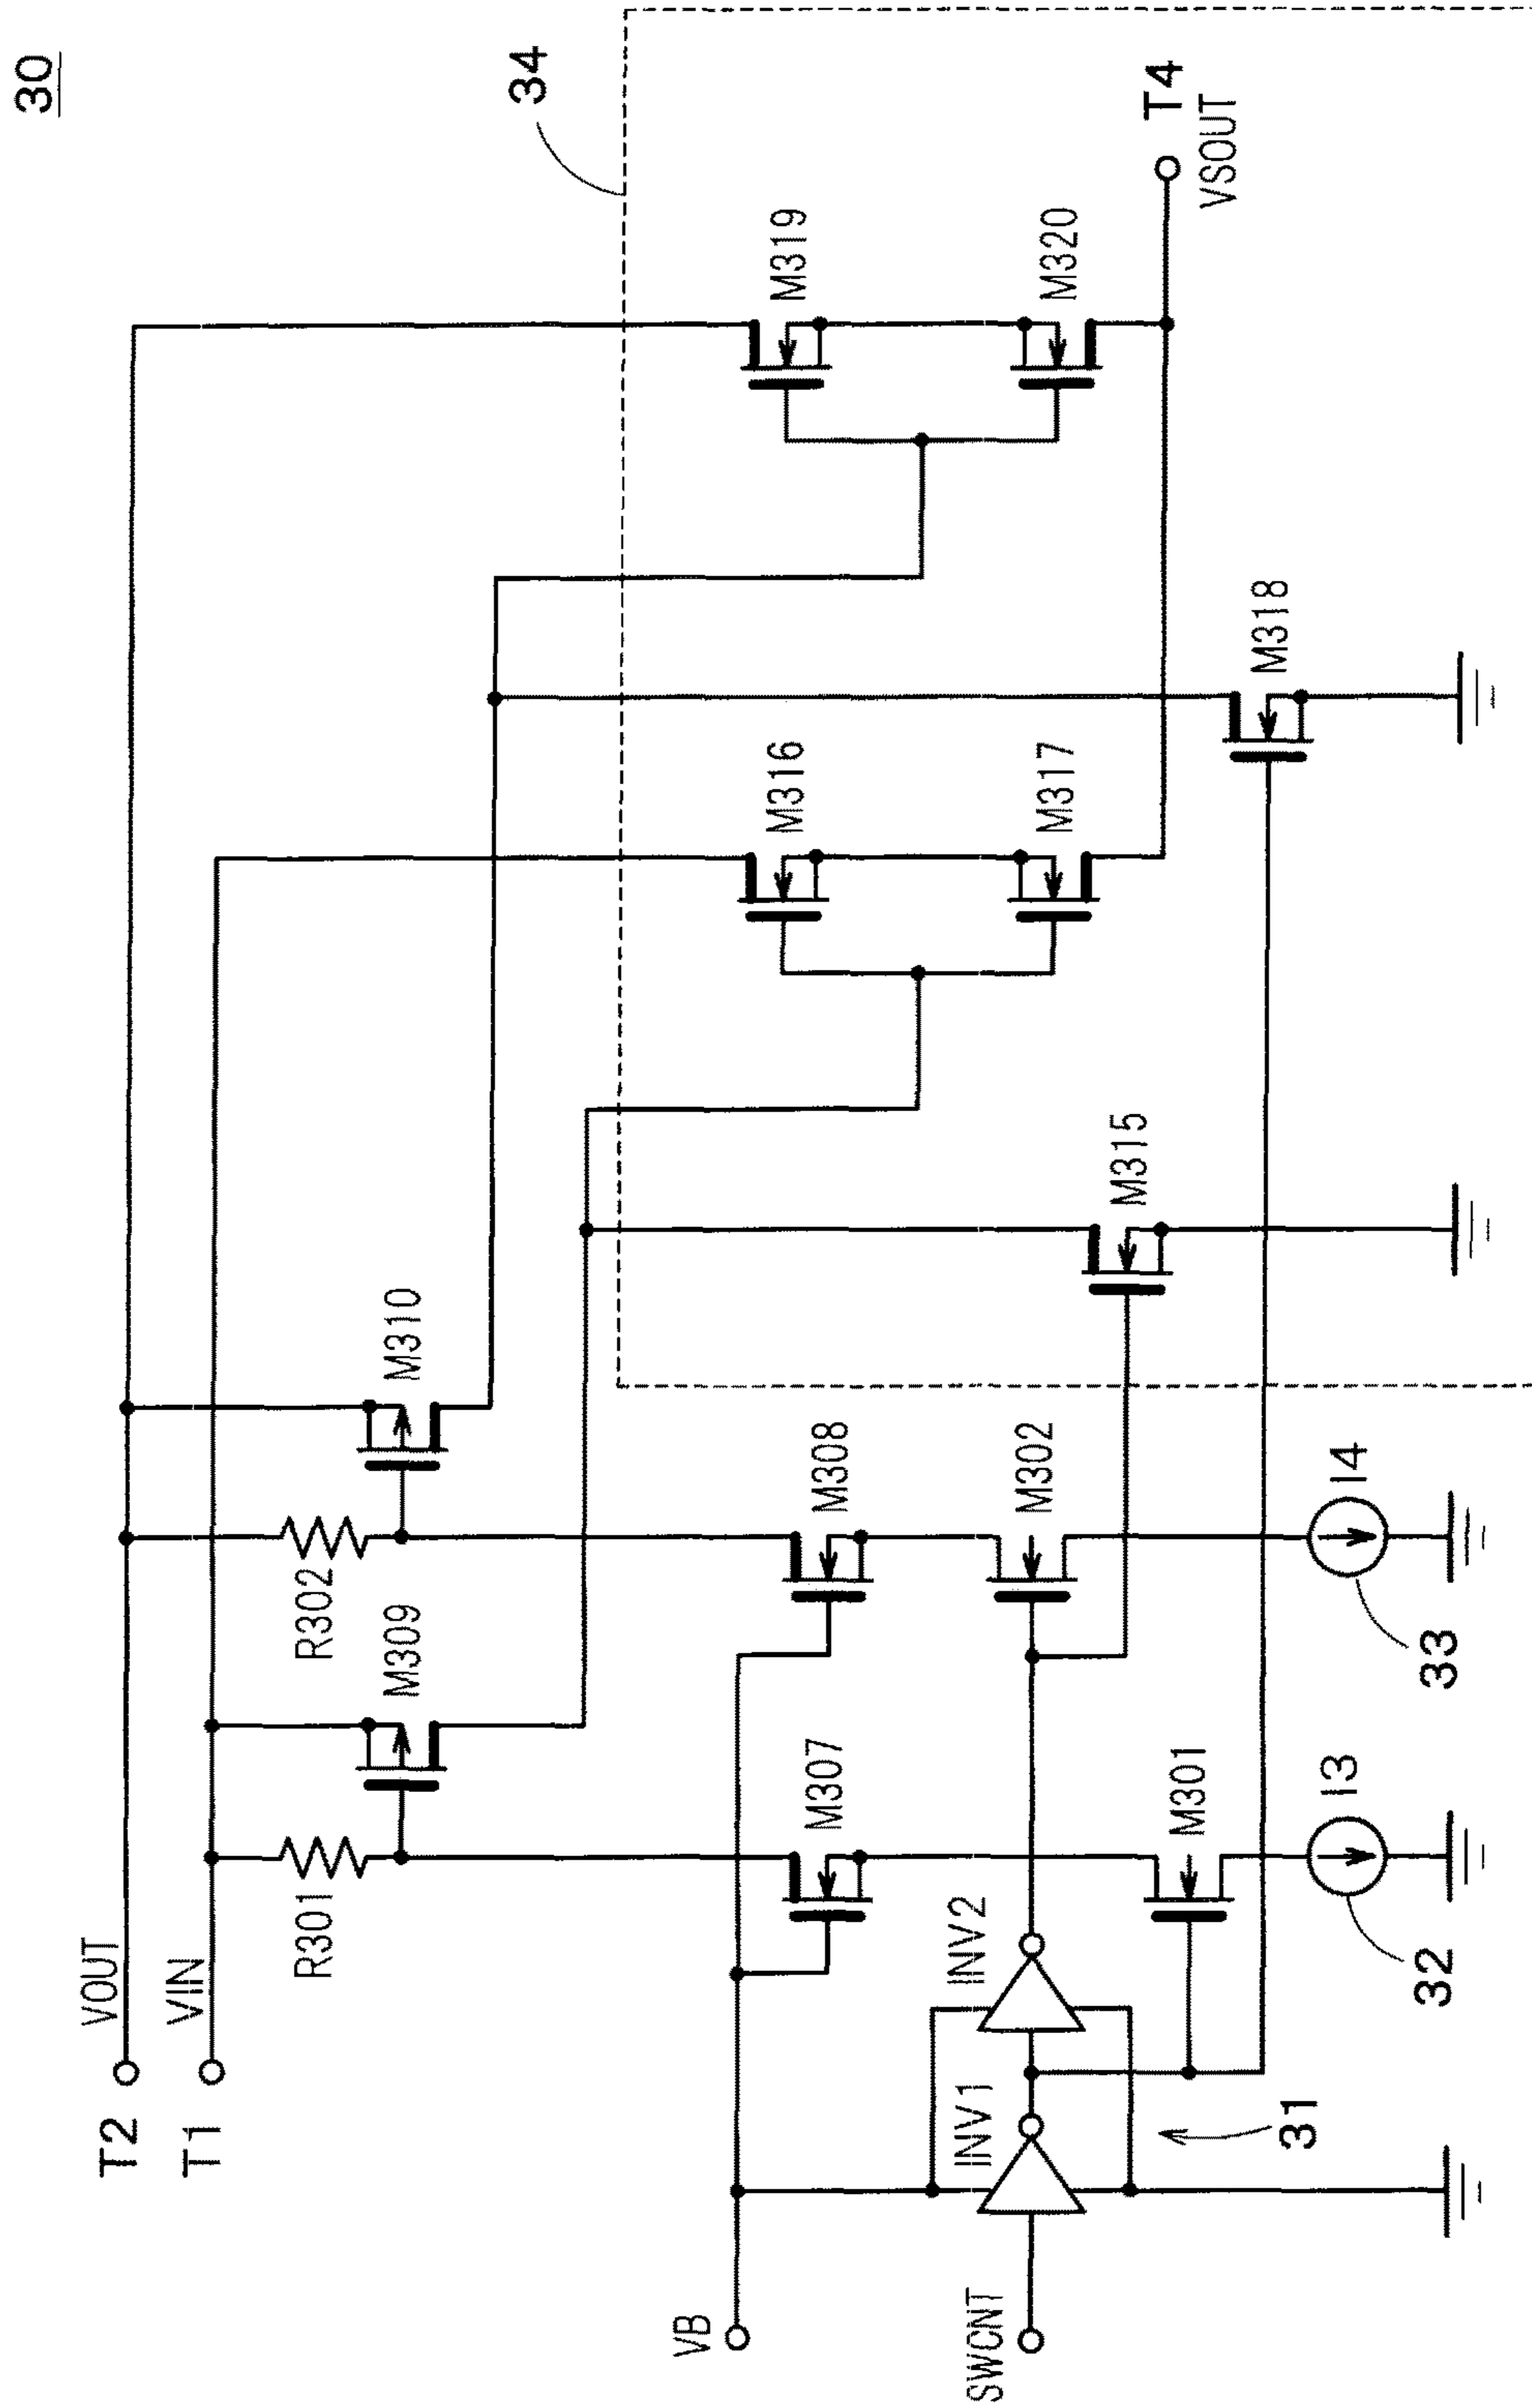 30
34
T2
VOUT
T1
VIN
R301
M309
R302
M310
M319
M320
T4
VSOUT
M316
M317
M318
M315
VB
M307
M308
M302
M301
INV1
INV2
SWCNT
31
I3
32
I4
33